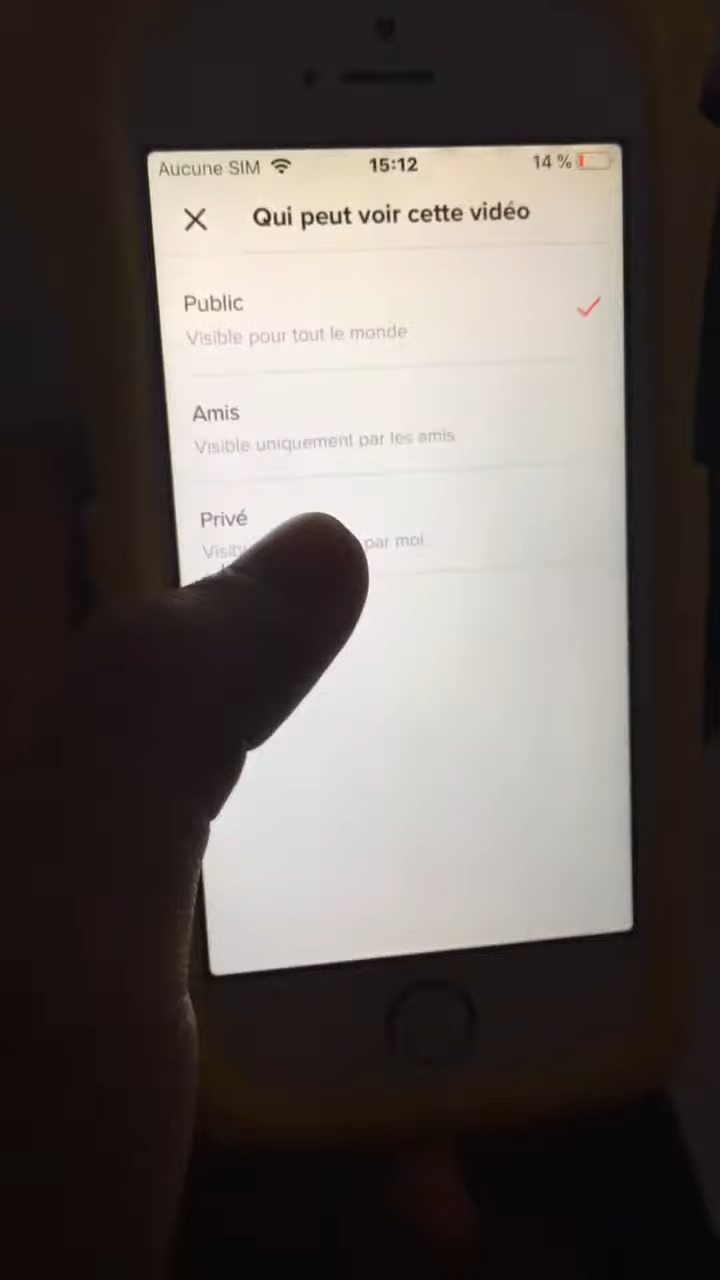 Aucune SIM 15:12 14 %
Qui peut voir cette vidéo
Public
Visible pour tout le monde
Amis
Visible uniquement par les amis
Privé
par moi